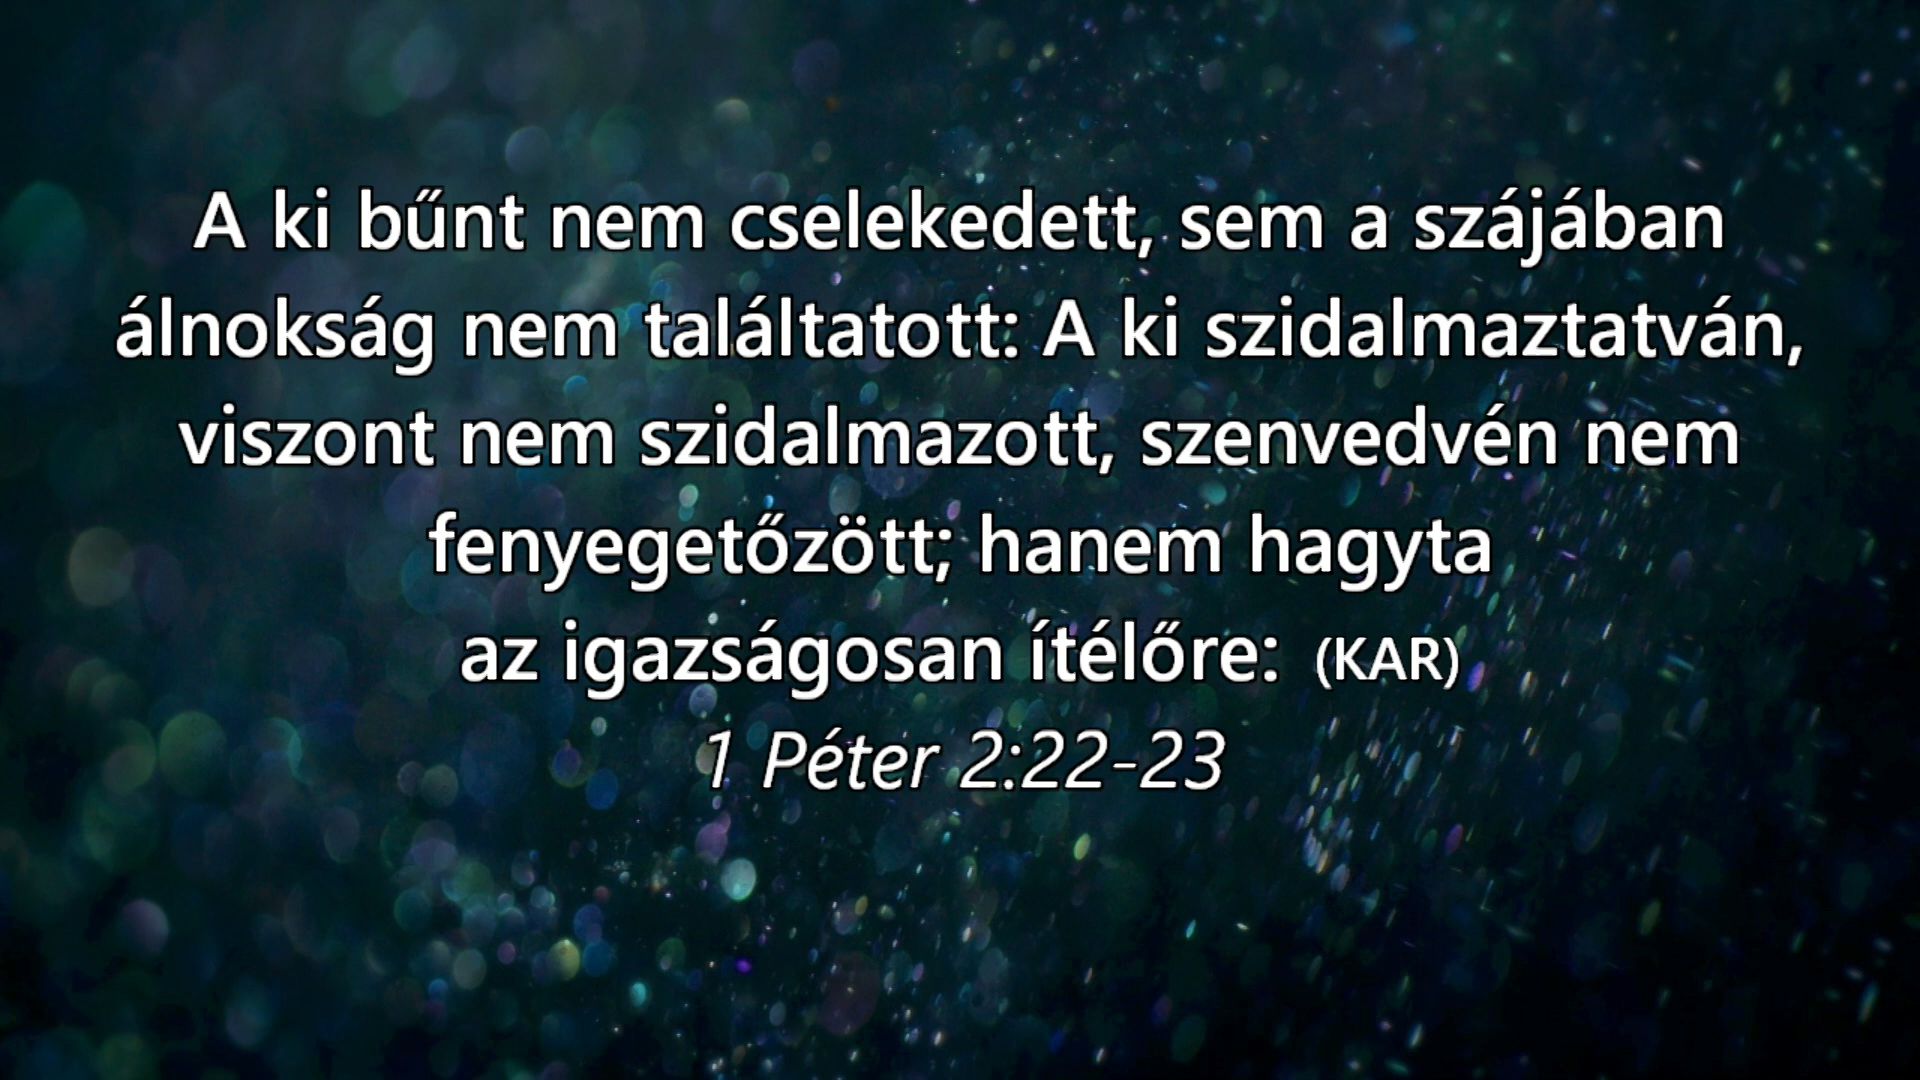 A ki bűnt nem cselekedett, sem a szájában
álnokság nem találtatott: A ki szidalmaztatván,
viszont nem szidalmazott, szenvedvén nem
fenyegetőzött; hanem hagyta
az igazságosan ítélőre: (KAR)
1 Péter 2:22-23